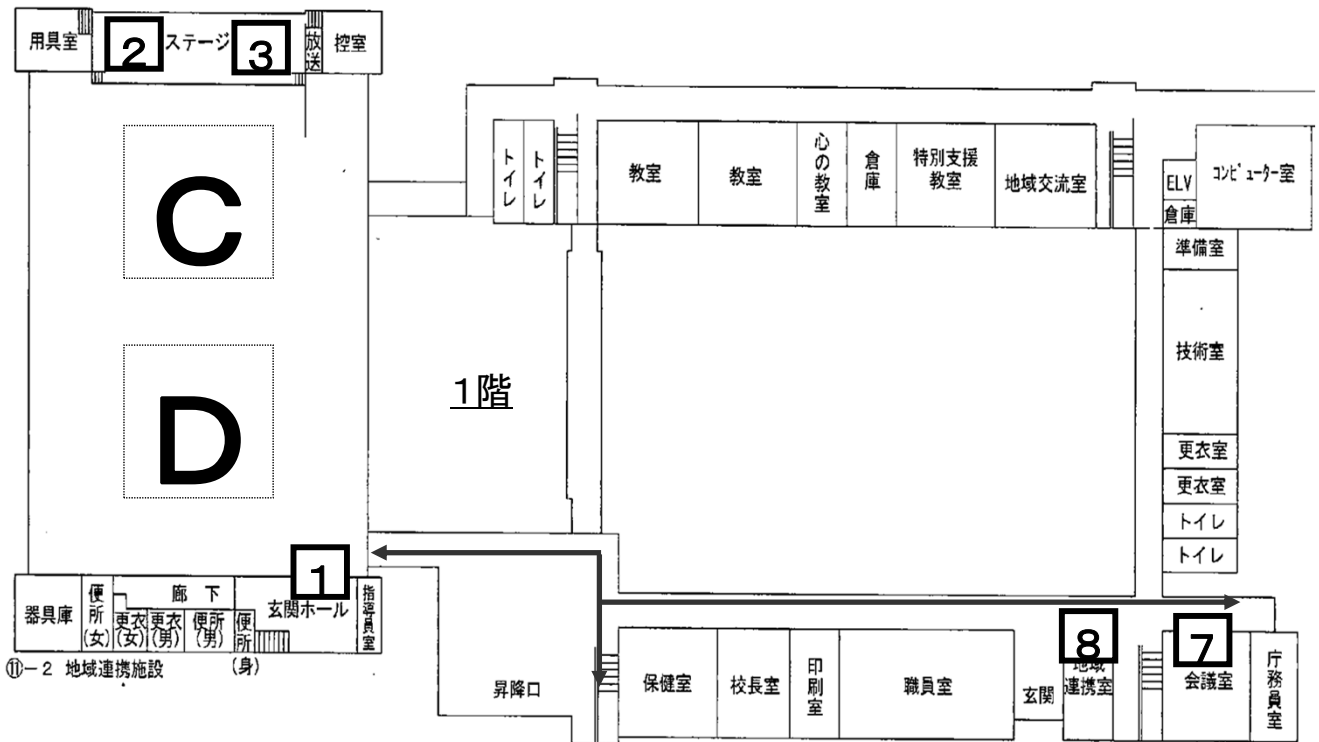 用具室
2
ステージ
3
放送
控室
C
D
1階
トイレ
トイレ
教室
教室
心の教室
倉庫
特別支援
教室
地域交流室
ELV
倉庫
コンピューター室
準備室
技術室
更衣室
更衣室
トイレ
トイレ
1
器具庫
便所
(女)
廊下
更衣
(女)
更衣
(男)
便所
(男)
便所
(身)
玄関ホール
指導員室
⑪-2 地域連携施設
昇降口
保健室
校長室
印刷室
職員室
玄関
8
地域
連携室
7
会議室
庁務員室